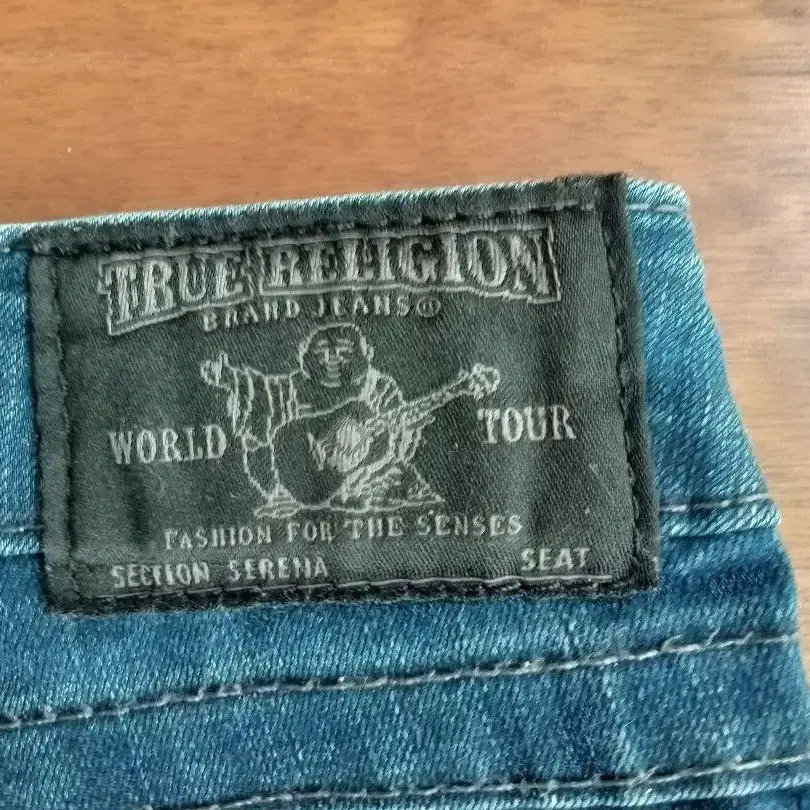 TRUE RELIGION
BRAND JEANS®
WORLD TOUR
FASHION FOR THE SENSES
SECTION SERENA SEAT